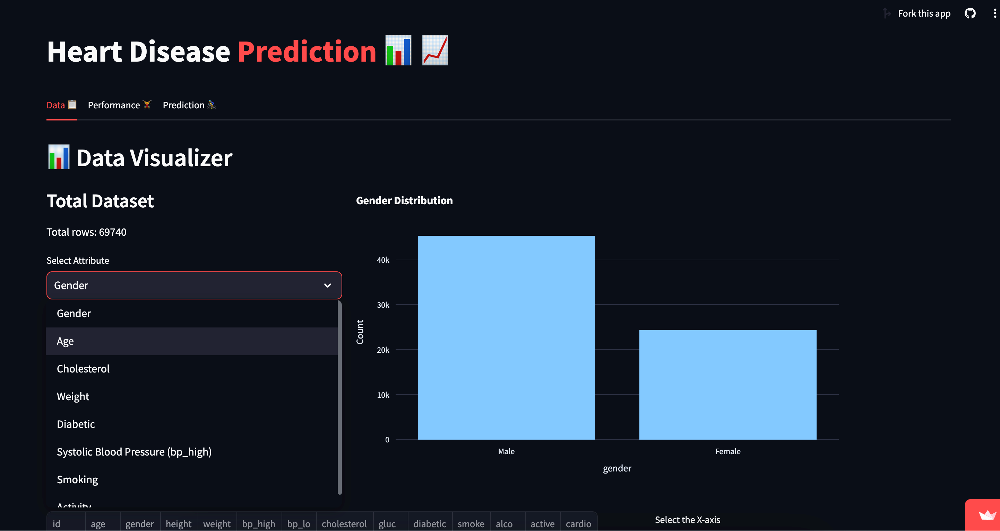 Fork this app
Heart Disease Prediction
Data
Performance
Prediction
Data Visualizer
Total Dataset
Total rows: 69740
Select Attribute
Gender
Gender
Age
Cholesterol
Weight
Diabetic
Systolic Blood Pressure (bp_high)
Smoking
Activity
Gender Distribution
40k
30k
20k
10k
0
Count
Male
Female
gender
id age gender height weight bp_high bp_lo cholesterol gluc diabetic smoke alco active cardio
Select the X-axis